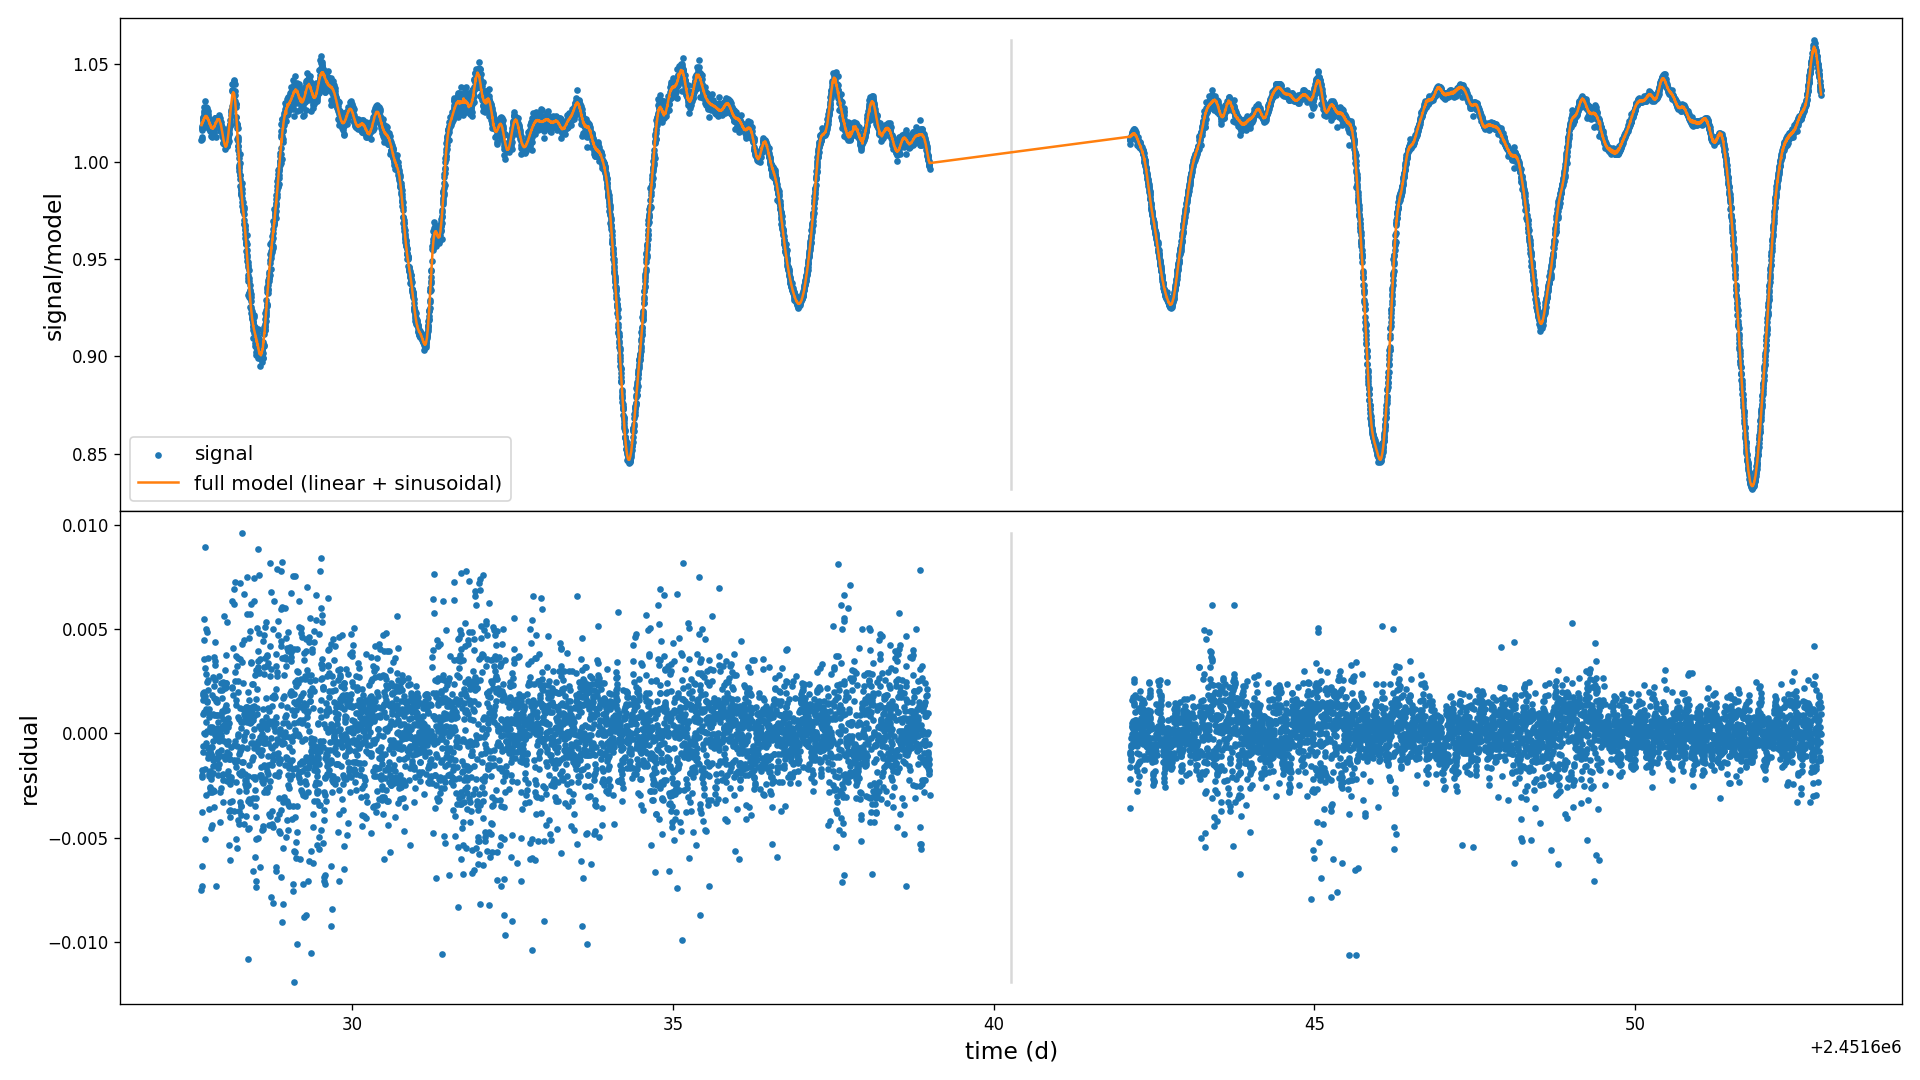 1.05
1.00
0.95
0.90
0.85
signal/model
signal
full model (linear + sinusoidal)
0.010
0.005
0.000
−0.005
−0.010
residual
30
35
40
45
50
time (d)
+2.4516e6